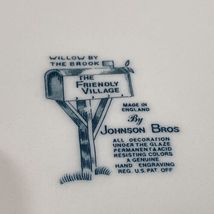 WILLOW BY
THE BROOK
THE
FRIENDLY
VILLAGE
MADE IN
ENGLAND
By
JOHNSON BROS
ALL DECORATION
UNDER THE GLAZE
PERMANENT & ACID
RESISTING COLORS
A GENUINE
HAND ENGRAVING
REG. U.S. PAT. OFF